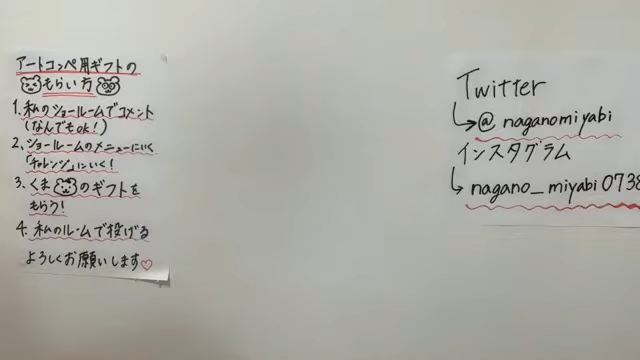 アートコンペ用ギフトの
もらい方
1. 私のショールームでコメント
(なんでもok!)
2. ショールームのメニューにいく
「チャレンジ」にいく!
3. くま のギフトを
もらう!
4. 私のルームで投げる
よろしくお願いします♡
Twitter
↳@ naganomiyabi
インスタグラム
↳ nagano_miyabi0738